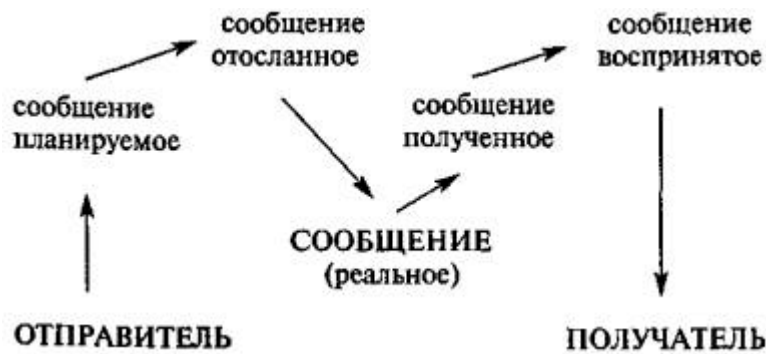 сообщение
отосланное
сообщение
воспринятое
сообщение
планируемое
сообщение
полученное
СООБЩЕНИЕ
(реальное)
ОТПРАВИТЕЛЬ
ПОЛУЧАТЕЛЬ